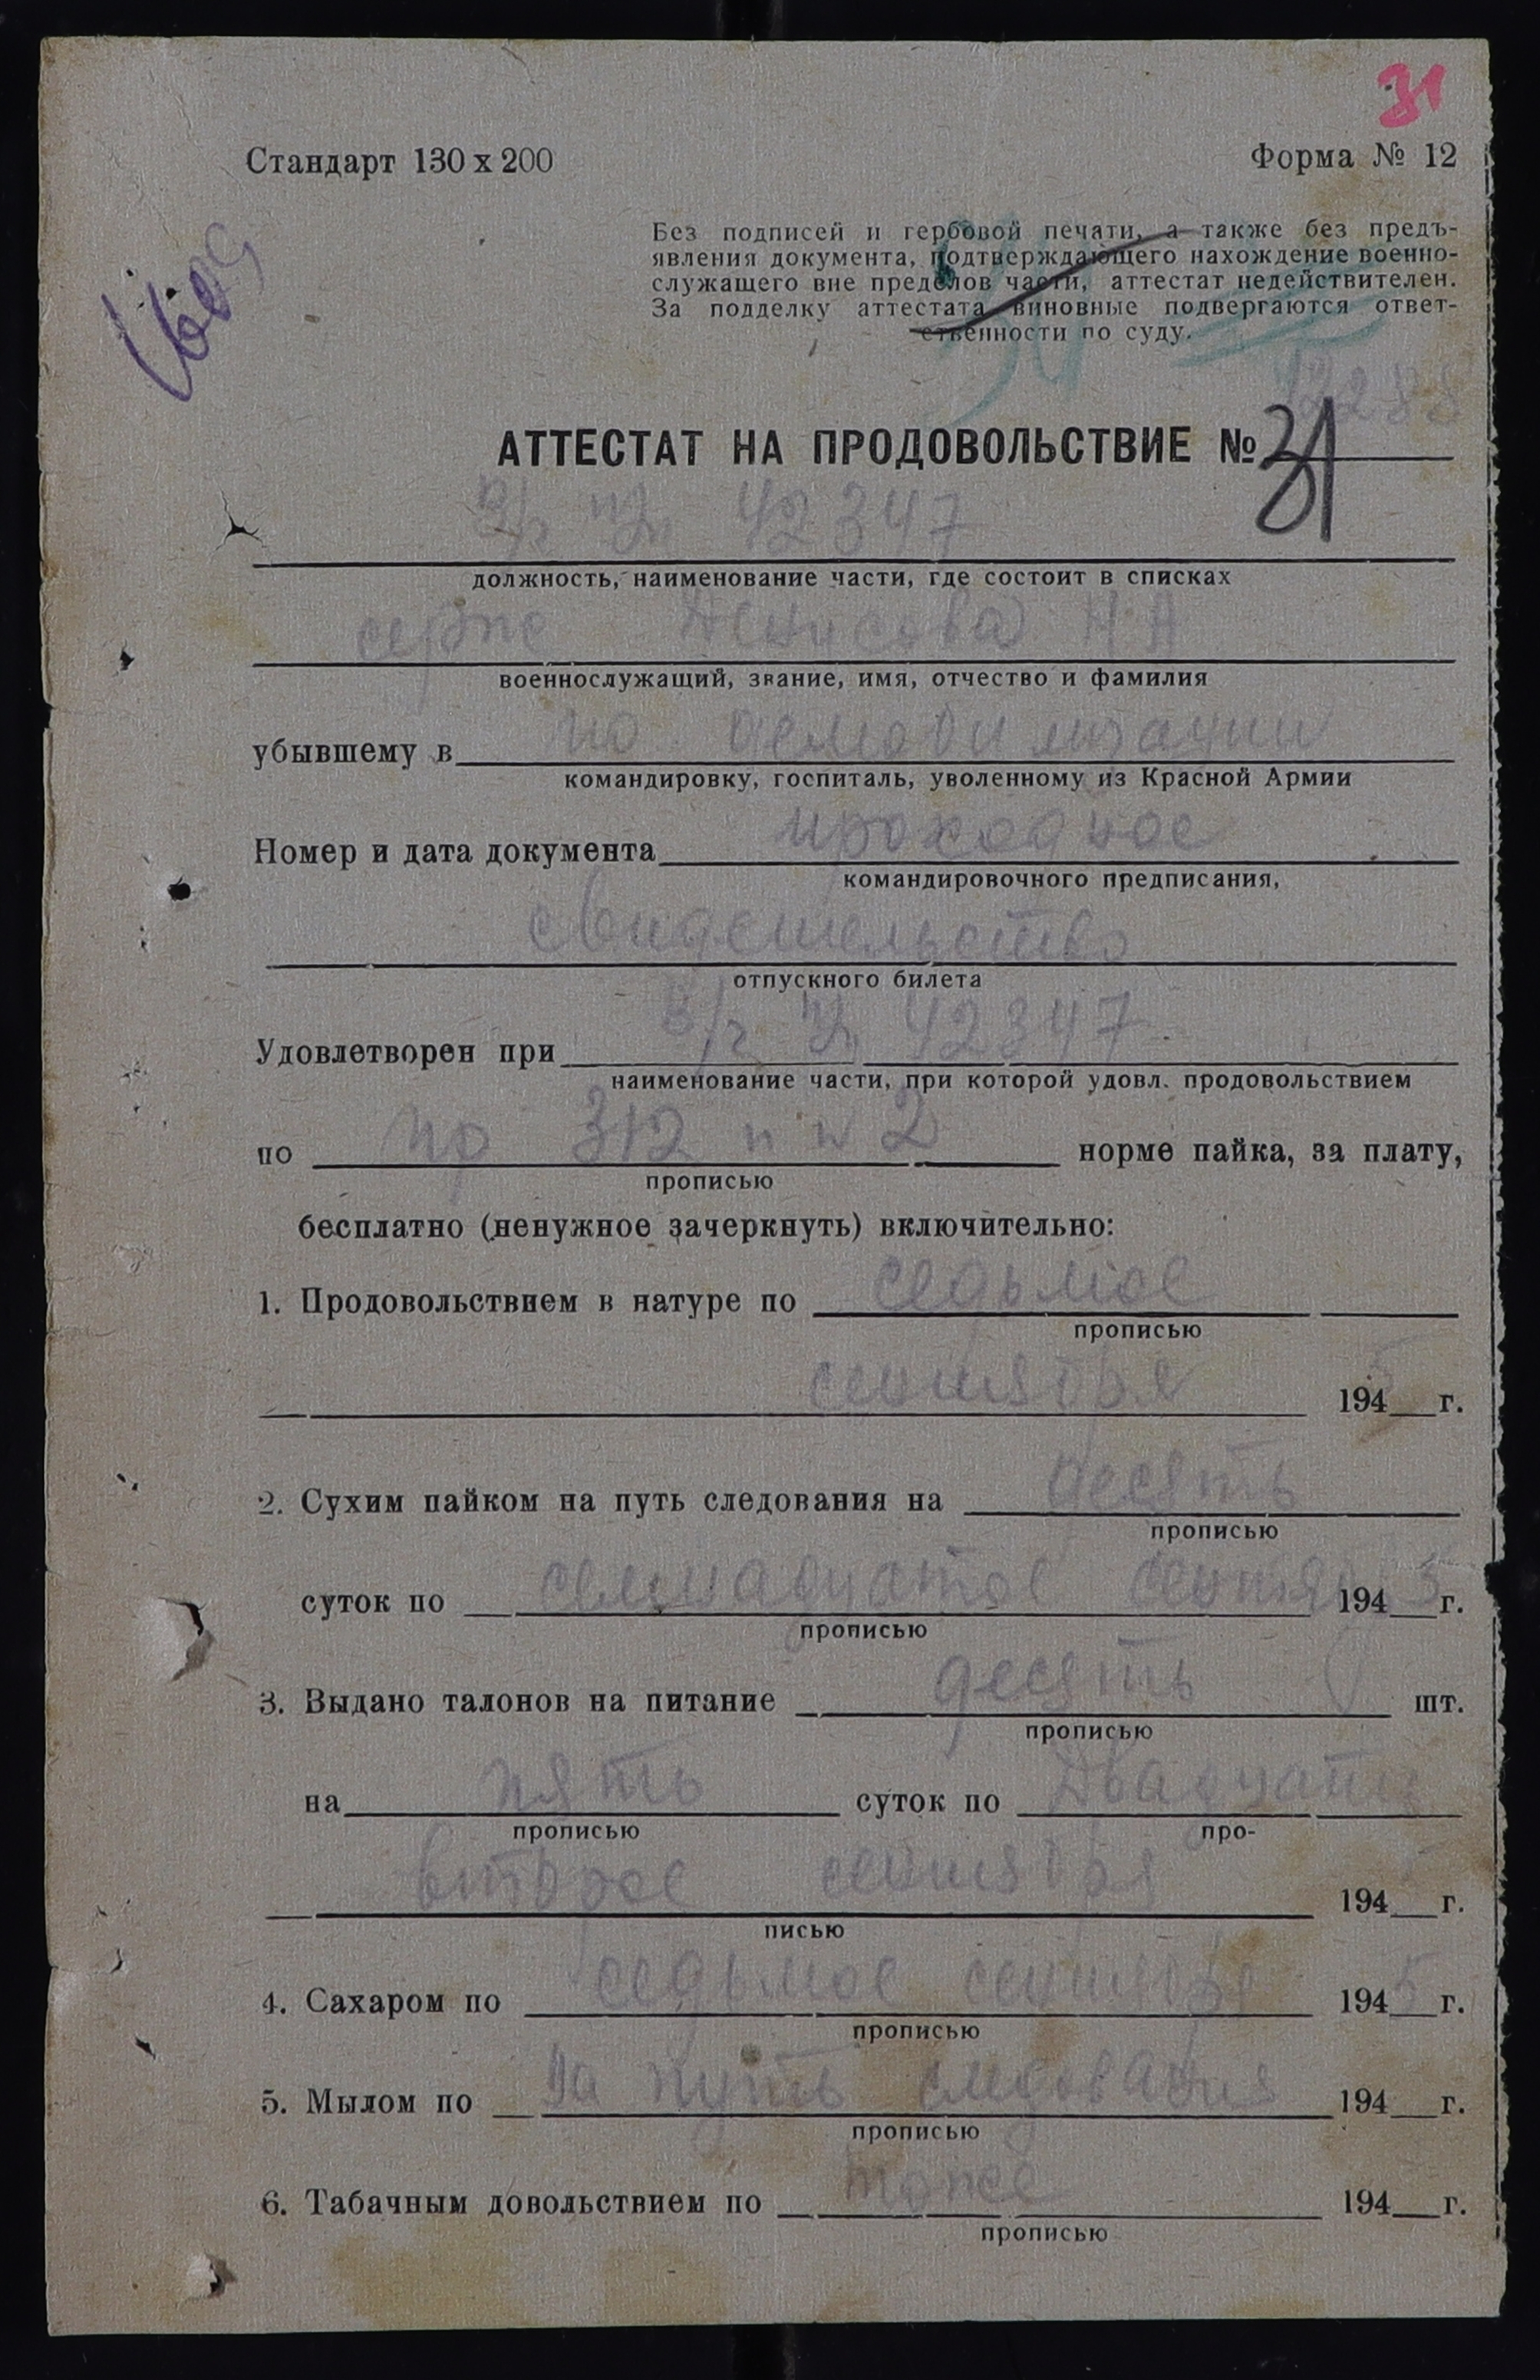 31
Стандарт 130 х 200
Форма № 12
Без подписей и гербовой печати, а также без предъ-
явления документа, подтверждающего нахождение военно-
служащего вне пределов части, аттестат недействителен.
За подделку аттестата виновные подвергаются ответ-
ственности по суду.
АТТЕСТАТ НА ПРОДОВОЛЬСТВИЕ № 31
В/ч п/п 42347
должность, наименование части, где состоит в списках
серж Денисова
военнослужащий, звание, имя, отчество и фамилия
убывшему в по демобилизации
командировку, госпиталь, уволенному из Красной Армии
Номер и дата документа проходное
командировочного предписания,
свидетельство
отпускного билета
В/ч п/п 42347
Удовлетворен при
наименование части, при которой удовл. продовольствием
по по 312 п N 2 норме пайка, за плату,
прописью
бесплатно (ненужное зачеркнуть) включительно:
1. Продовольствием в натуре по седьмое
прописью
сентября 1945 г.
2. Сухим пайком на путь следования на десять
прописью
суток по семнадцатое сентяб 1945 г.
прописью
3. Выдано талонов на питание десять шт.
прописью
на пять суток по двадцать
прописью про-
второе сентября 194 г.
писью
4. Сахаром по седьмое сентября 1945 г.
прописью
5. Мылом по на путь следования 194 г.
прописью
6. Табачным довольствием по тоже 194 г.
прописью